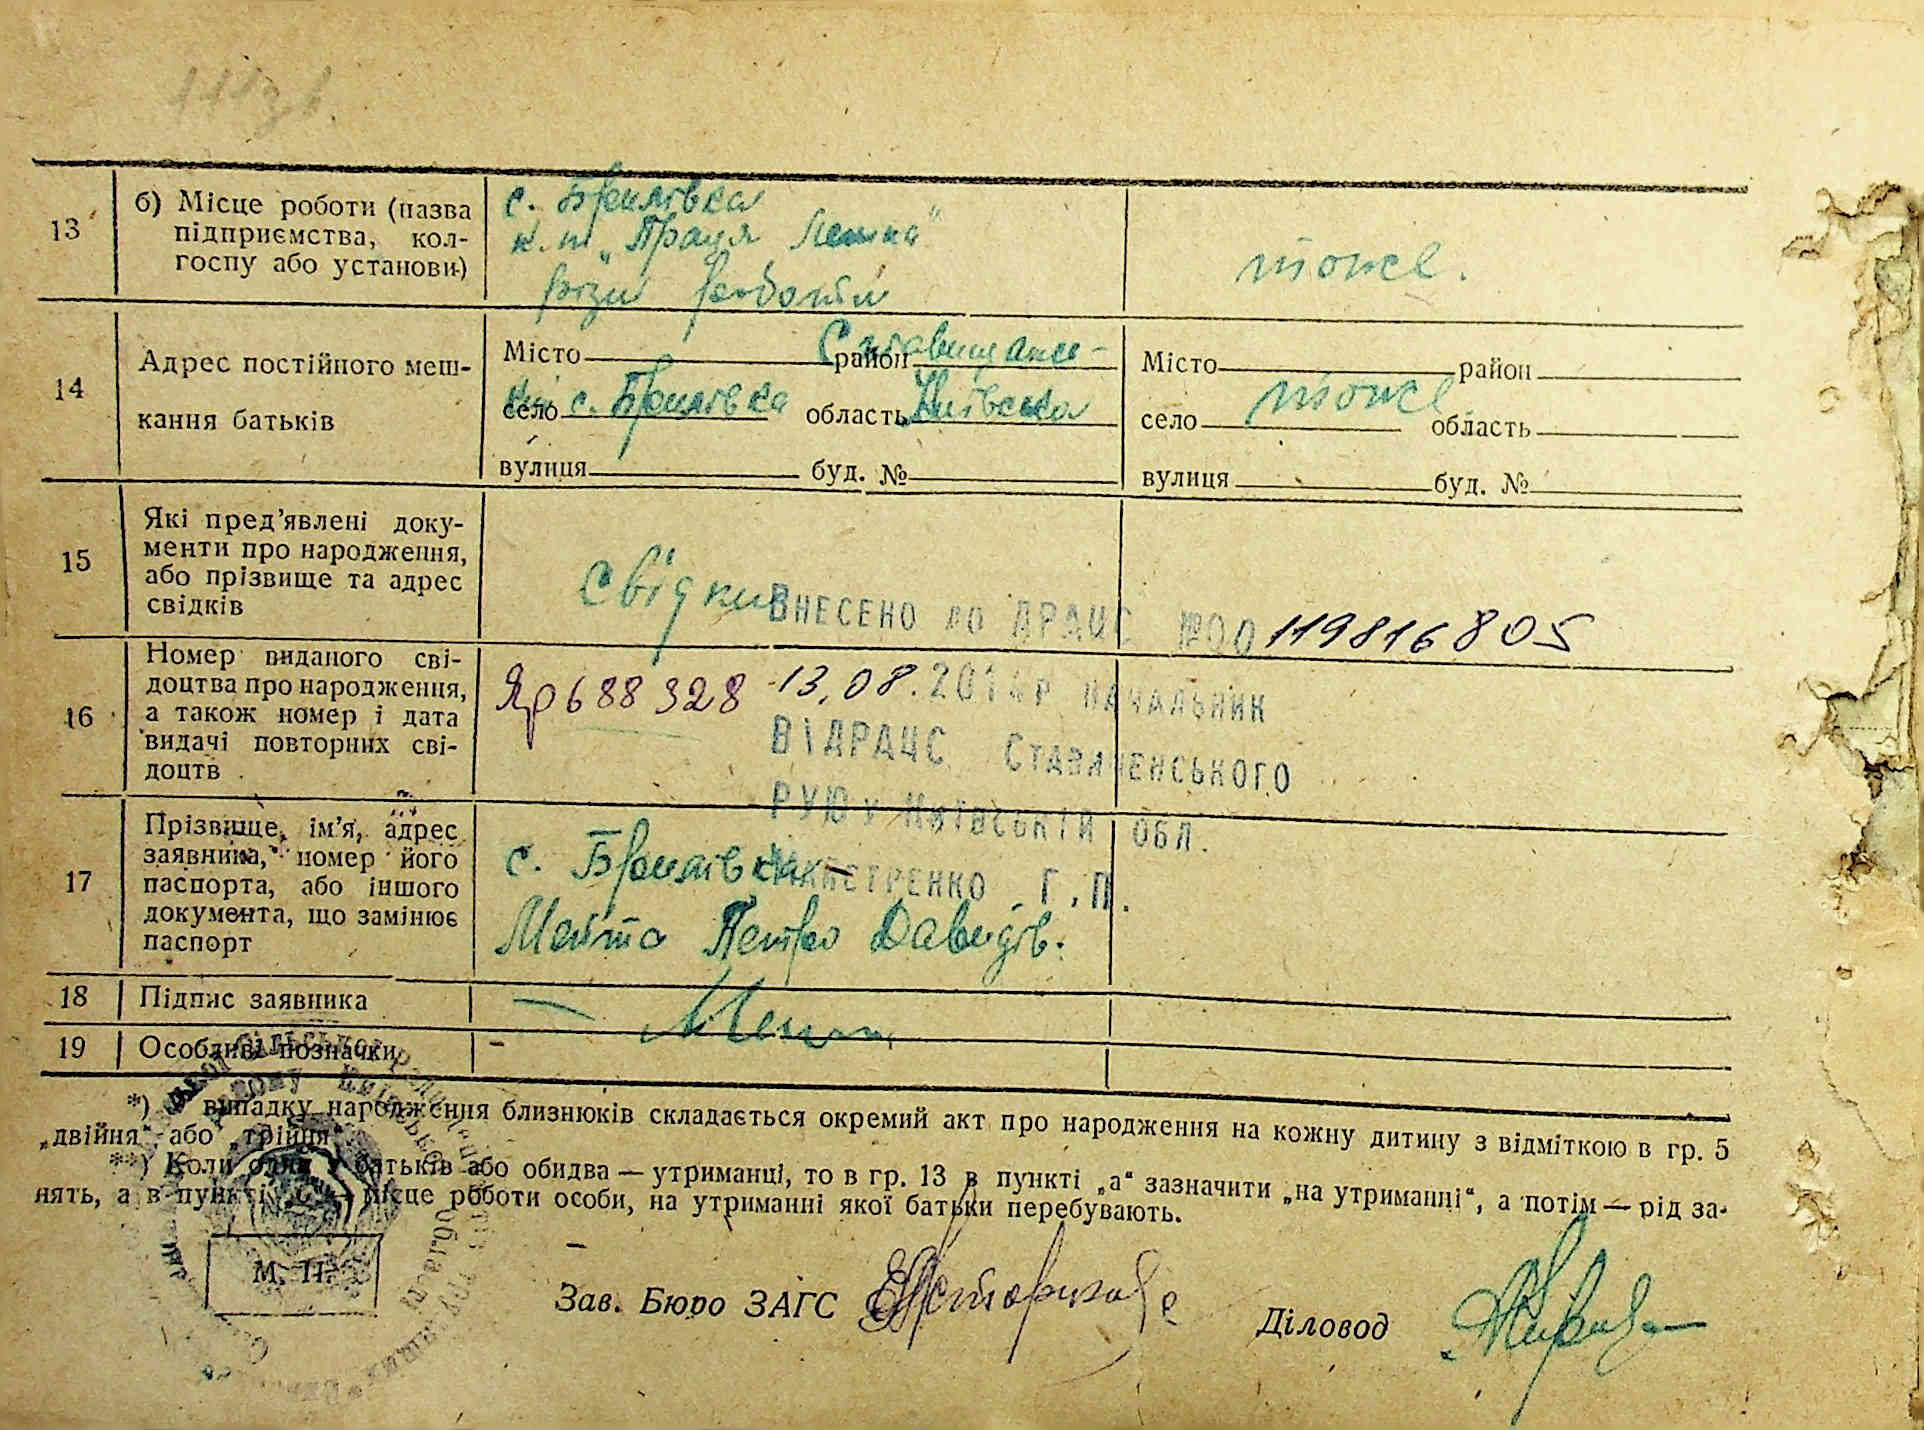 13
б) Місце роботи (назва
підприємства, кол-
госпу або установи)
с. Брилівка
к.п. „Праця Леніна“
різні роботи
тоже.
14
Адрес постійного меш-
кання батьків
Місто район Ставищанс-
кий село с. Брилівка область Київська
вулиця буд. №
Місто район
село тоже область
вулиця буд. №
15
Які пред’явлені доку-
менти про народження,
або прізвище та адрес
свідків
Свідки
ВНЕСЕНО ДО ДРАЦС №00119816805
16
Номер виданого сві-
доцтва про народження,
а також номер і дата
видачі повторних сві-
доцтв
Яр 688328
13.08.2014р НАЧАЛЬНИК
ВІДРАЦС СТАВИЩЕНСЬКОГО
РУЮ У КИЇВСЬКІЙ ОБЛ.
Г.П.
17
Прізвище, ім’я, адрес
заявника, номер його
паспорта, або іншого
документа, що замінює
паспорт
с. Брилівка
Петро Давидів.
18
Підпис заявника
19
Особливі позначки
*) У випадку народження близнюків складається окремий акт про народження на кожну дитину з відміткою в гр. 5
„двійня“, або „трійня“.
**) Коли один з батьків або обидва — утриманці, то в гр. 13 в пункті „а“ зазначити „на утриманні“, а потім — рід за-
нять, а в пункті „б“ — місце роботи особи, на утриманні якої батьки перебувають.
М. П.
Зав. Бюро ЗАГС
Діловод